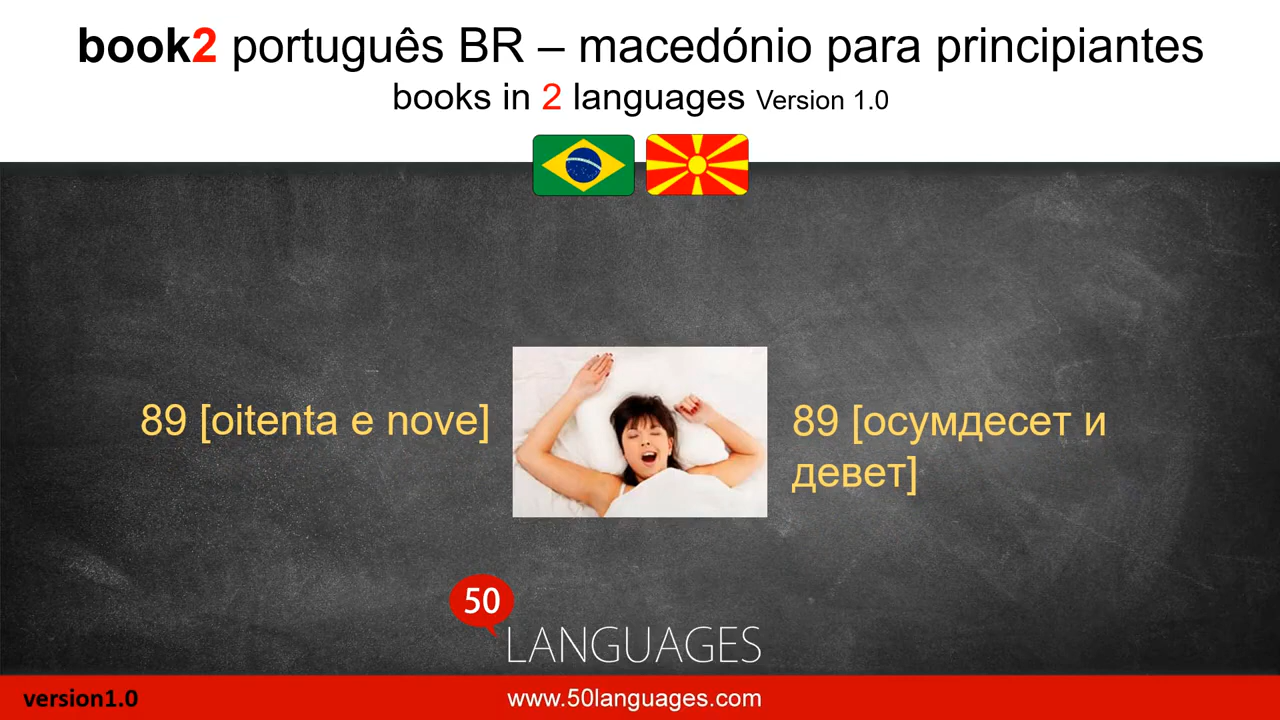 book2 português BR – macedónio para principiantes
books in 2 languages Version 1.0
89 [oitenta e nove]
89 [осумдесет и
девет]
50
LANGUAGES
version1.0
www.50languages.com